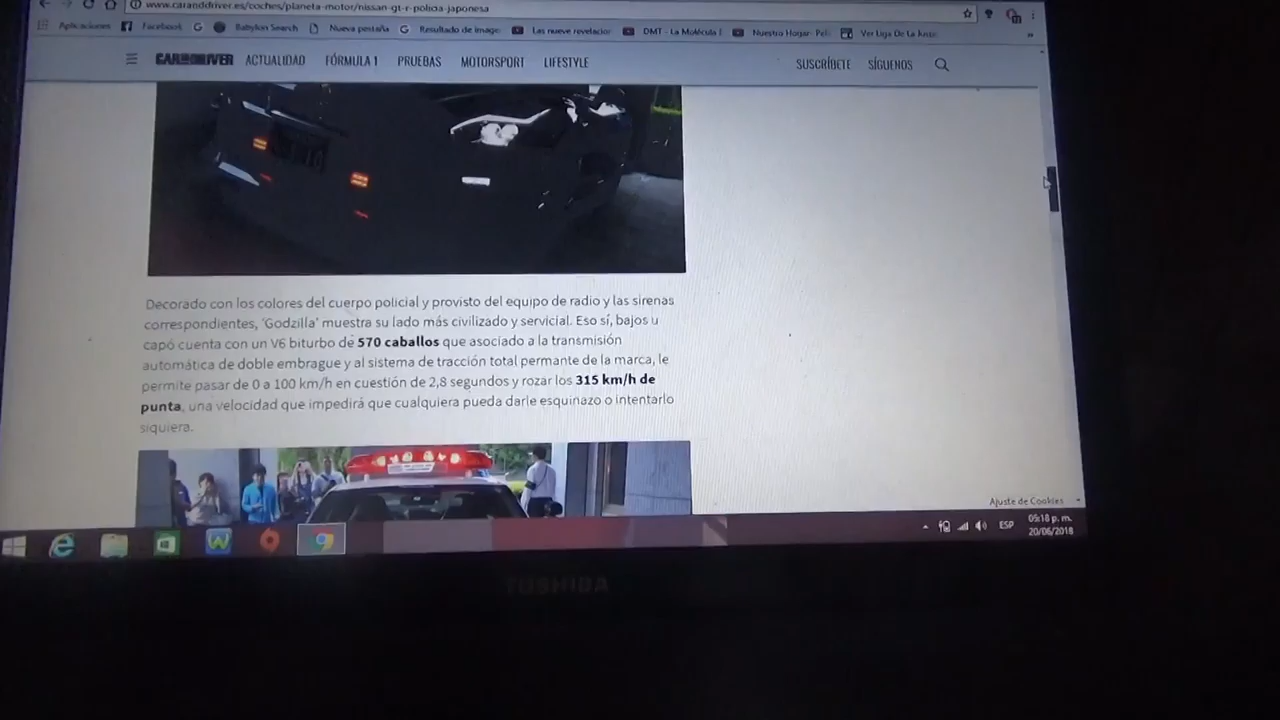 www.caranddriver.es/coches/planeta-motor/nissan-gt-r-policia-japonesa
Aplicaciones Facebook Babylon Search Nueva pestaña Resultado de image Las nueve revelacion DMT - La Molécula Nuestro Hogar- Ver Liga De La Justic
CAR AND DRIVER ACTUALIDAD FÓRMULA 1 PRUEBAS MOTORSPORT LIFESTYLE SUSCRÍBETE SÍGUENOS
Decorado con los colores del cuerpo policial y provisto del equipo de radio y las sirenas
correspondientes, 'Godzilla' muestra su lado más civilizado y servicial. Eso sí, bajos u
capó cuenta con un V6 biturbo de 570 caballos que asociado a la transmisión
automática de doble embrague y al sistema de tracción total permante de la marca, le
permite pasar de 0 a 100 km/h en cuestión de 2,8 segundos y rozar los 315 km/h de
punta, una velocidad que impedirá que cualquiera pueda darle esquinazo o intentarlo
siquiera.
Ajuste de Cookies
ESP
05:18 p. m.
20/06/2018
TOSHIBA